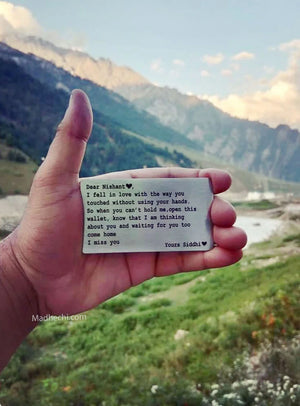 Dear Nishant♥,
I fell in love with the way you
touched without using your hands.
So when you can't hold me,open this
wallet, know that I am thinking
about you and waiting for you too
come home
I miss you Yours Siddhi♥
Madhechi.com